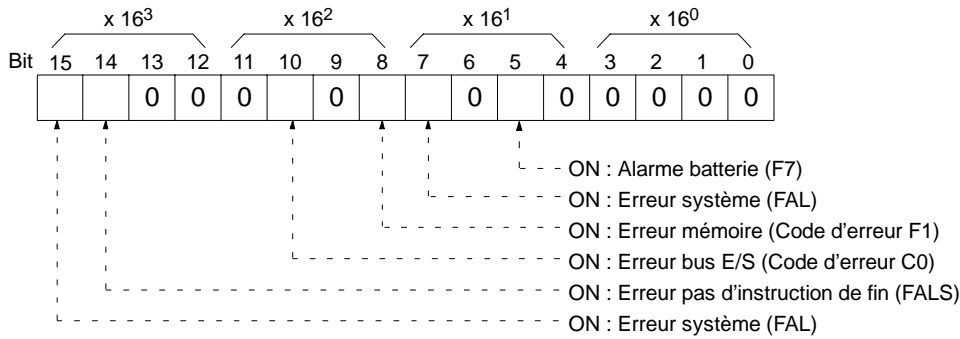 x 16³ x 16² x 16¹ x 16⁰
Bit 15 14 13 12 11 10 9 8 7 6 5 4 3 2 1 0
0 0 0 0 0 0 0 0 0 0
ON : Alarme batterie (F7)
ON : Erreur système (FAL)
ON : Erreur mémoire (Code d'erreur F1)
ON : Erreur bus E/S (Code d'erreur C0)
ON : Erreur pas d'instruction de fin (FALS)
ON : Erreur système (FAL)